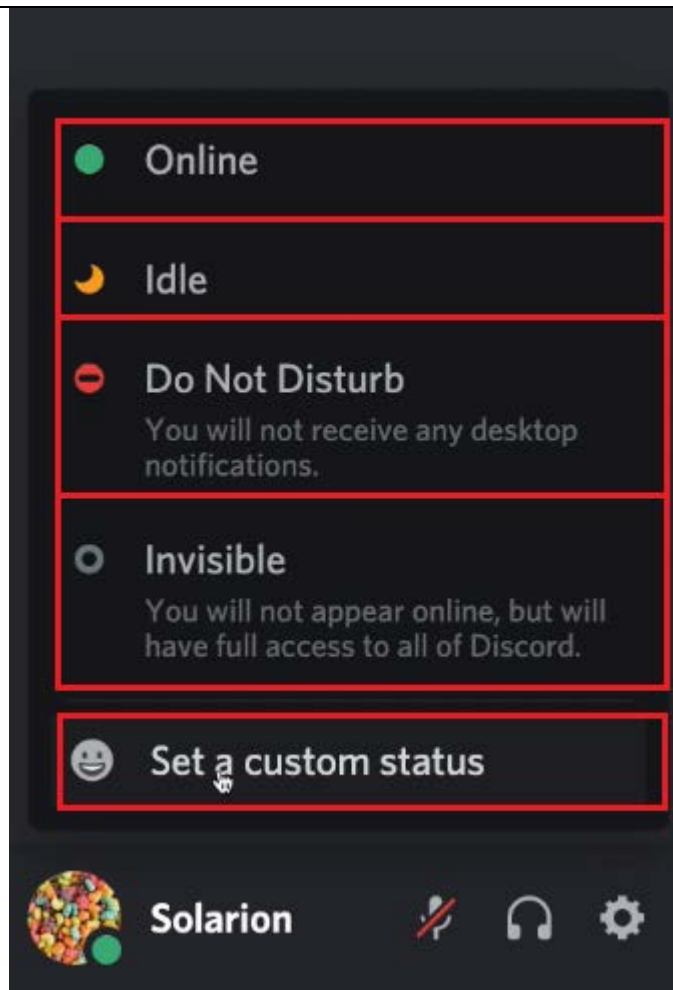 Online
Idle
Do Not Disturb
You will not receive any desktop
notifications.
Invisible
You will not appear online, but will
have full access to all of Discord.
Set a custom status
Solarion